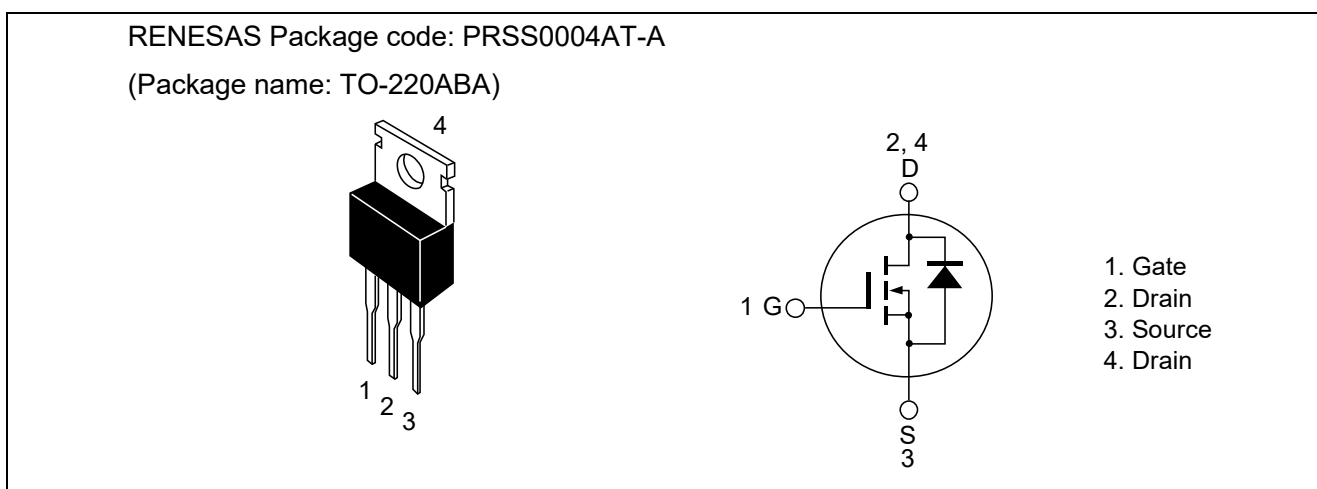 RENESAS Package code: PRSS0004AT-A
(Package name: TO-220ABA)
4
1
2
3
2, 4
D
1 G
S
3
1. Gate
2. Drain
3. Source
4. Drain